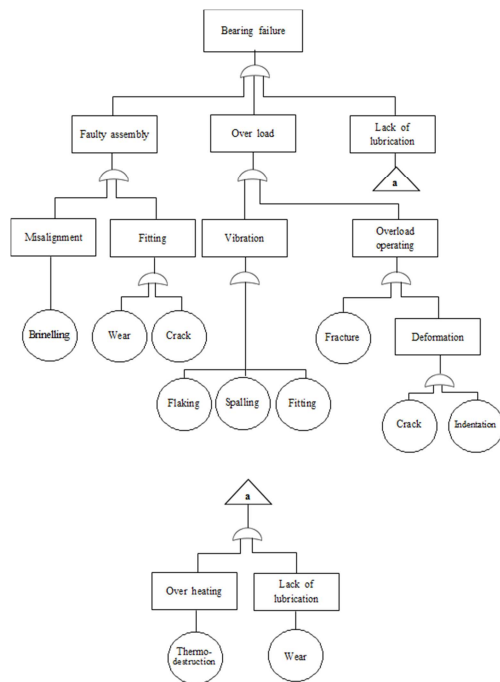 Bearing failure
Faulty assembly
Over load
Lack of
lubrication
a
Misalignment
Fitting
Vibration
Overload
operating
Brinelling
Wear
Crack
Fracture
Deformation
Flaking
Spalling
Fitting
Crack
Indentation
a
Over heating
Lack of
lubrication
Thermo-
destruction
Wear